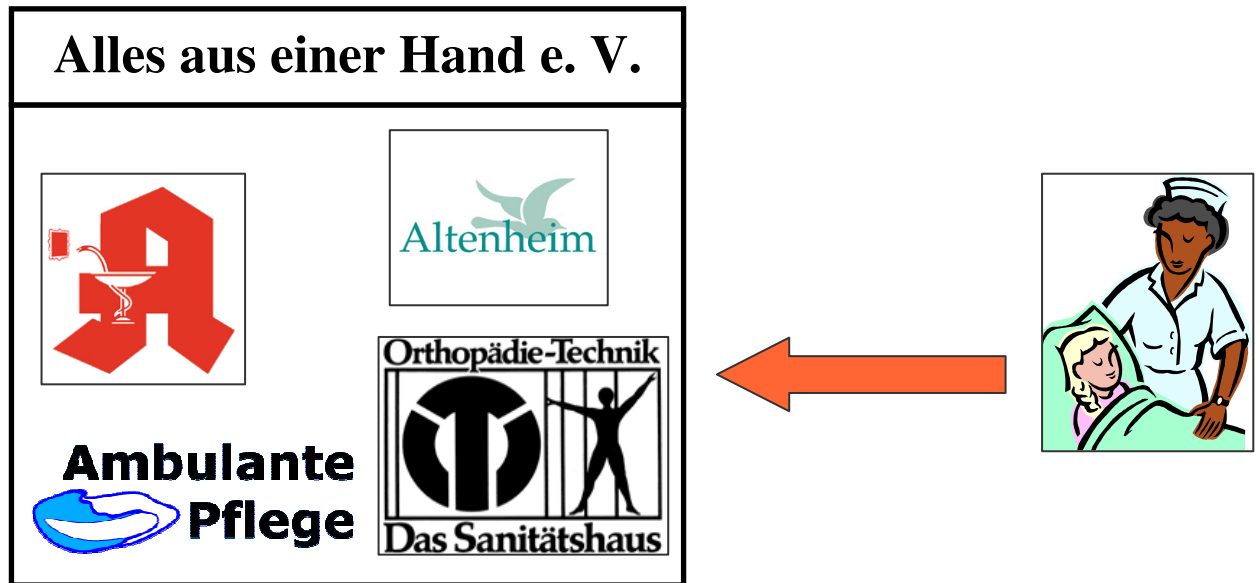 Alles aus einer Hand e. V.
Altenheim
Orthopädie-Technik
Das Sanitätshaus
Ambulante
Pflege